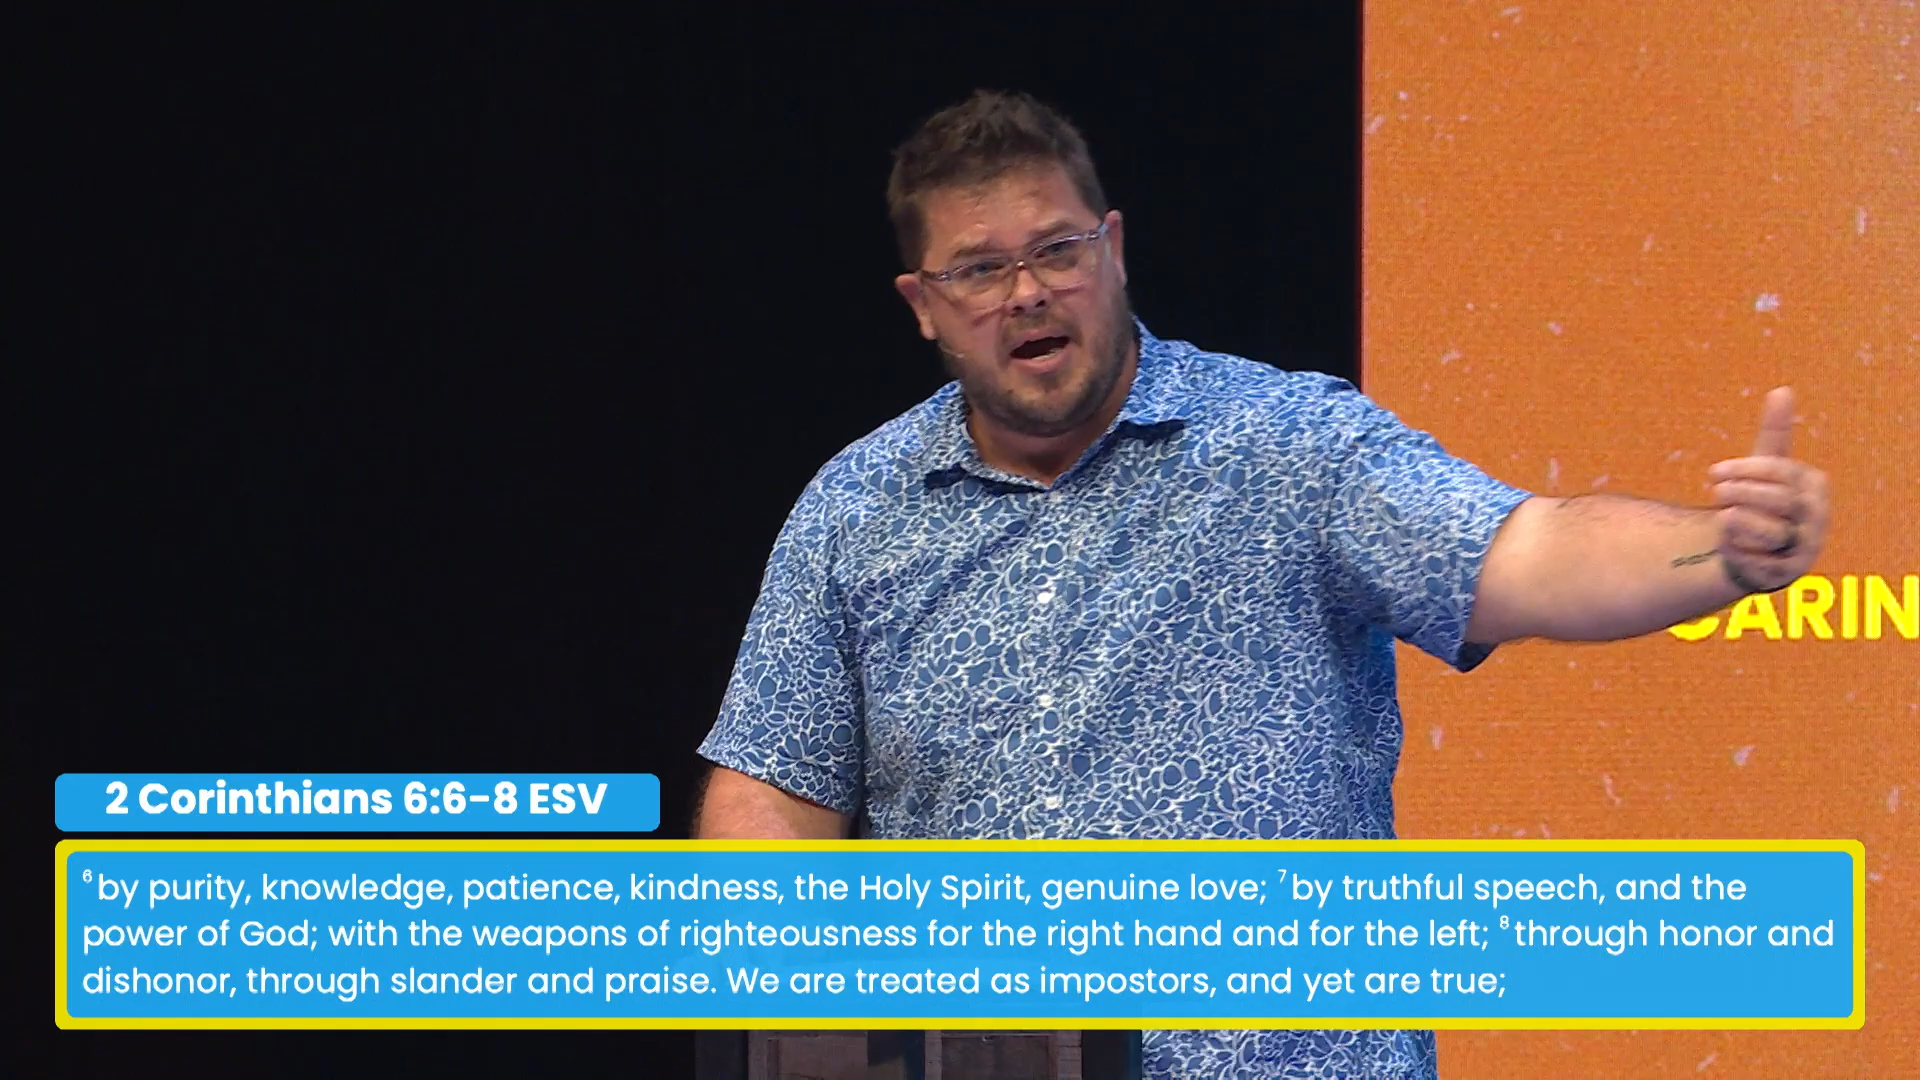 CARIN
2 Corinthians 6:6-8 ESV
6 by purity, knowledge, patience, kindness, the Holy Spirit, genuine love; 7 by truthful speech, and the
power of God; with the weapons of righteousness for the right hand and for the left; 8 through honor and
dishonor, through slander and praise. We are treated as impostors, and yet are true;